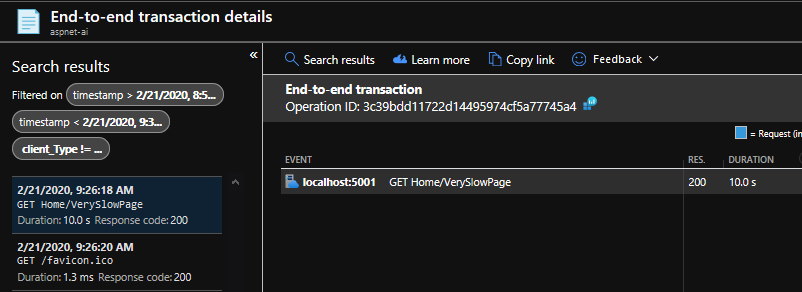 End-to-end transaction details
aspnet-ai
«
Search results
Filtered on timestamp > 2/21/2020, 8:5...
timestamp < 2/21/2020, 9:3...
client_Type != ...
2/21/2020, 9:26:18 AM
GET Home/VerySlowPage
Duration: 10.0 s Response code: 200
2/21/2020, 9:26:20 AM
GET /favicon.ico
Duration: 1.3 ms Response code: 200
Search results Learn more Copy link Feedback
End-to-end transaction
Operation ID: 3c39bdd11722d14495974cf5a77745a4
= Request (in
EVENT RES. DURATION
localhost:5001 GET Home/VerySlowPage 200 10.0 s